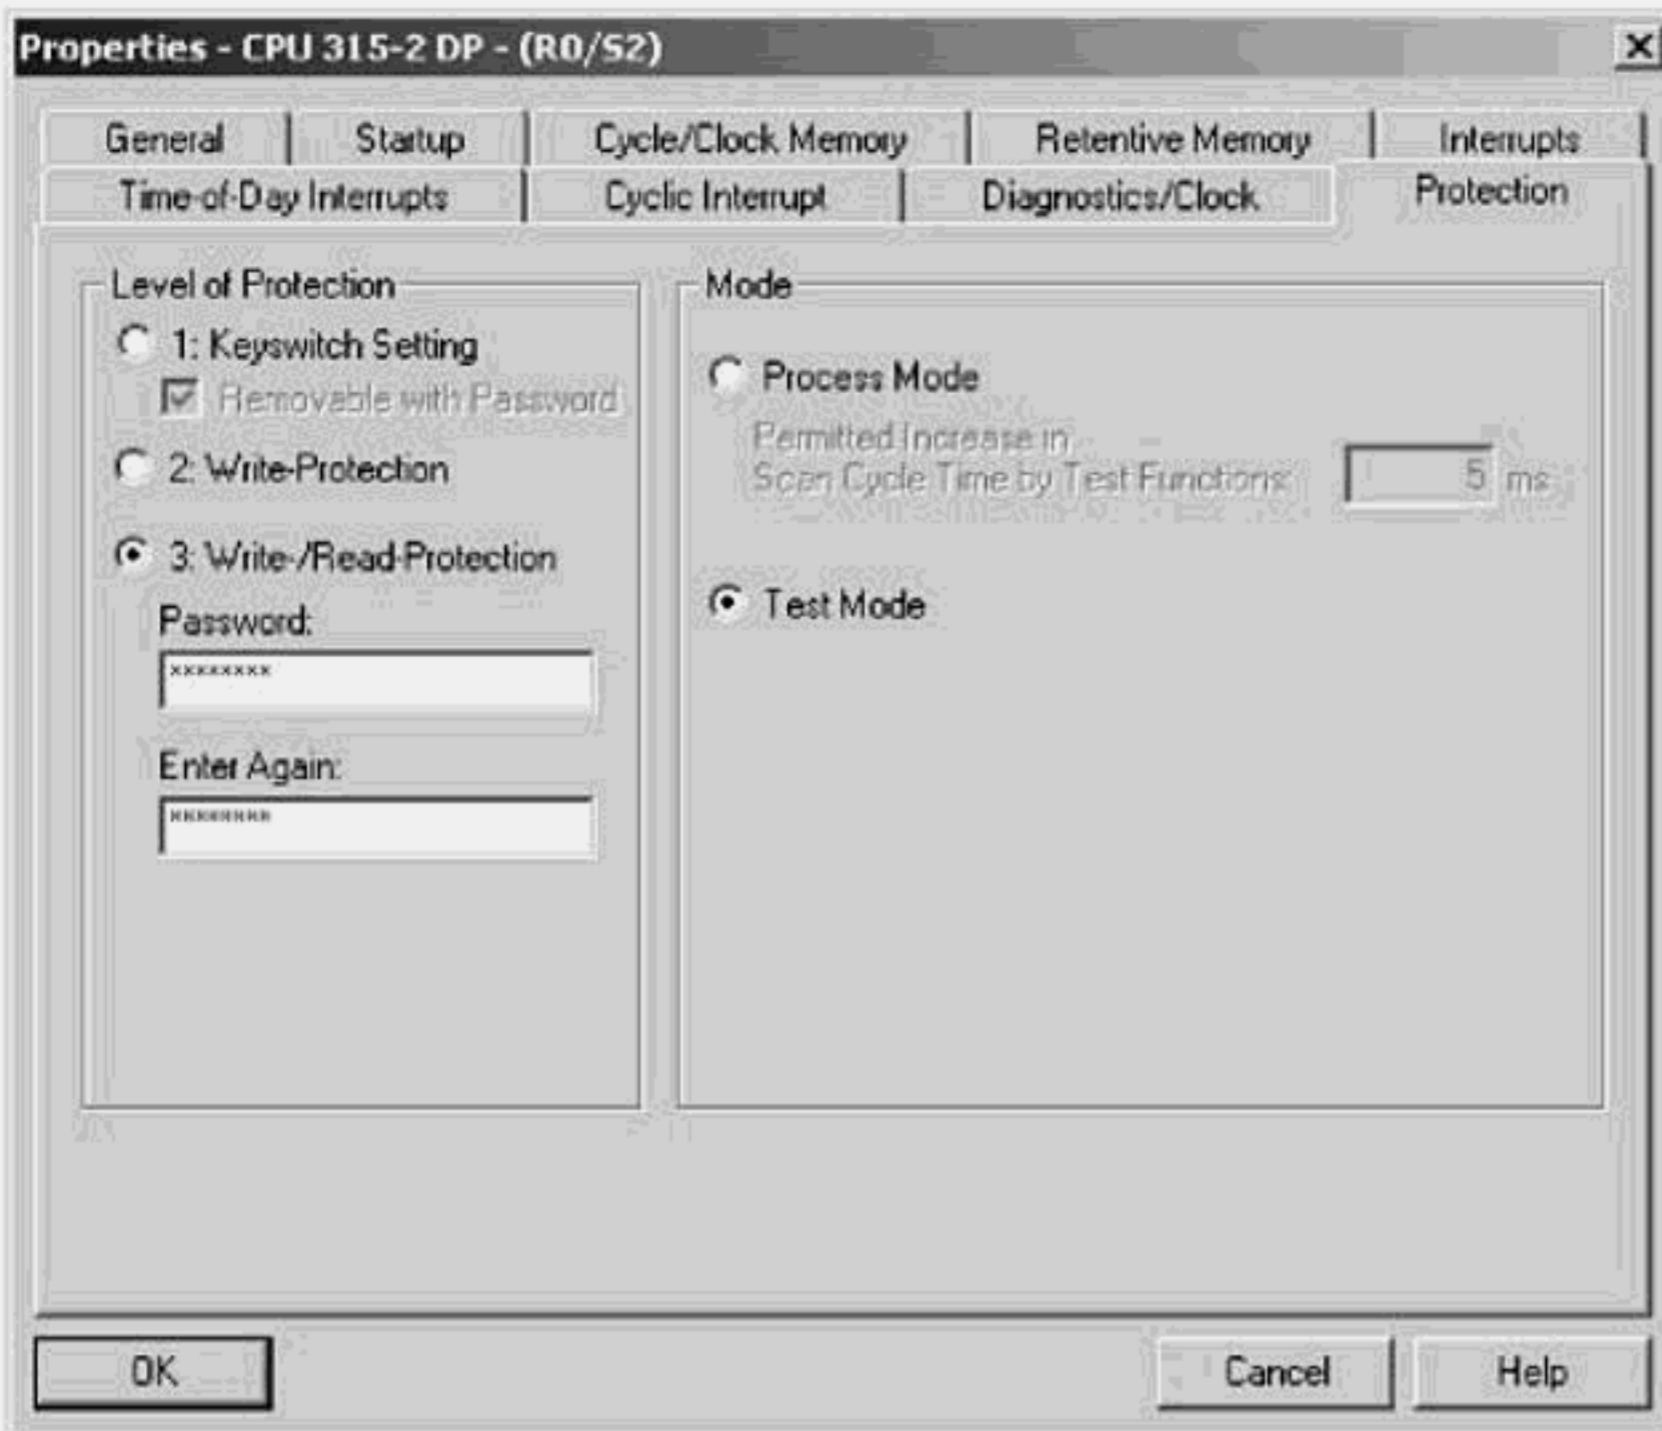 Properties - CPU 315-2 DP - (R0/S2)
General Startup Cycle/Clock Memory Retentive Memory Interrupts
Time-of-Day Interrupts Cyclic Interrupt Diagnostics/Clock Protection
Level of Protection
1: Keyswitch Setting
Removable with Password
2: Write-Protection
3: Write-/Read-Protection
Password:
xxxxxxxx
Enter Again:
xxxxxxxx
Mode
Process Mode
Permitted Increase in
Scan Cycle Time by Test Functions: 5 ms
Test Mode
OK Cancel Help